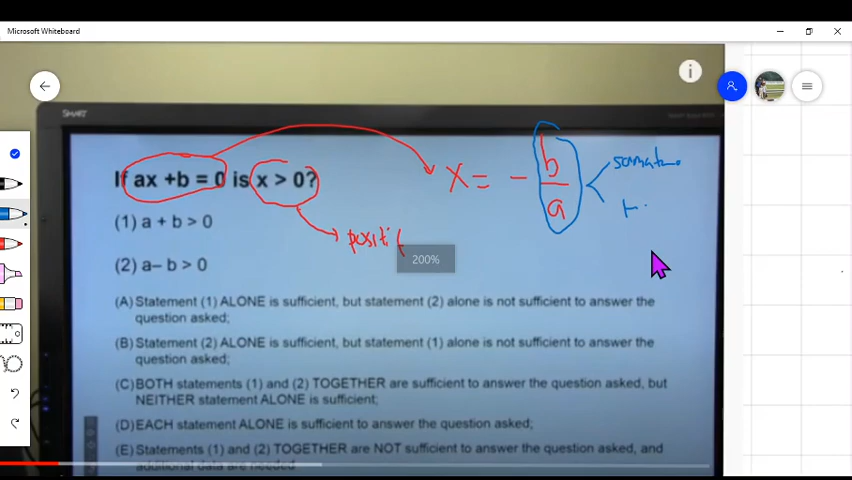 Microsoft Whiteboard
SMART
If ax +b = 0 is x > 0?
x = - b/a
(1) a + b > 0
positi
(2) a– b > 0
200%
(A) Statement (1) ALONE is sufficient, but statement (2) alone is not sufficient to answer the
question asked;
(B) Statement (2) ALONE is sufficient, but statement (1) alone is not sufficient to answer the
question asked;
(C) BOTH statements (1) and (2) TOGETHER are sufficient to answer the question asked, but
NEITHER statement ALONE is sufficient;
(D) EACH statement ALONE is sufficient to answer the question asked;
(E) Statements (1) and (2) TOGETHER are NOT sufficient to answer the question asked, and
additional data are needed.